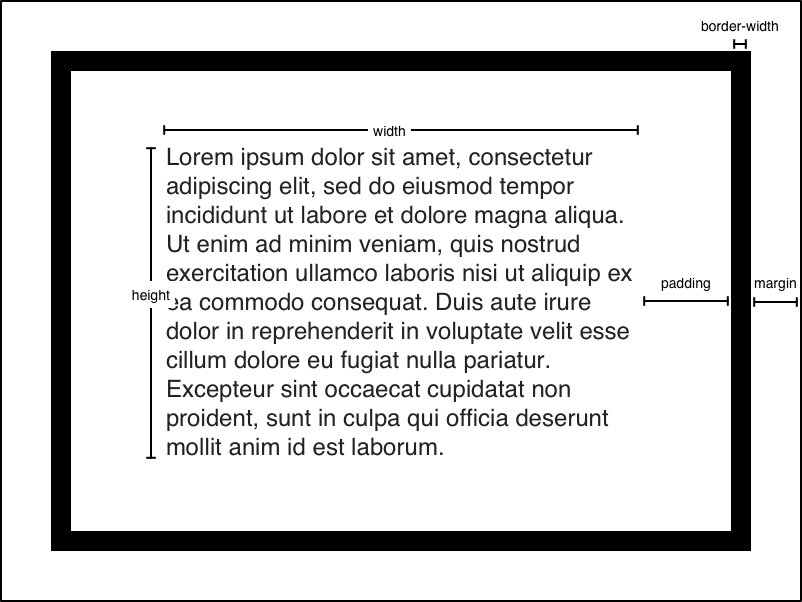 border-width
width
Lorem ipsum dolor sit amet, consectetur
adipiscing elit, sed do eiusmod tempor
incididunt ut labore et dolore magna aliqua.
Ut enim ad minim veniam, quis nostrud
exercitation ullamco laboris nisi ut aliquip ex
ea commodo consequat. Duis aute irure
dolor in reprehenderit in voluptate velit esse
cillum dolore eu fugiat nulla pariatur.
Excepteur sint occaecat cupidatat non
proident, sunt in culpa qui officia deserunt
mollit anim id est laborum.
height
padding
margin